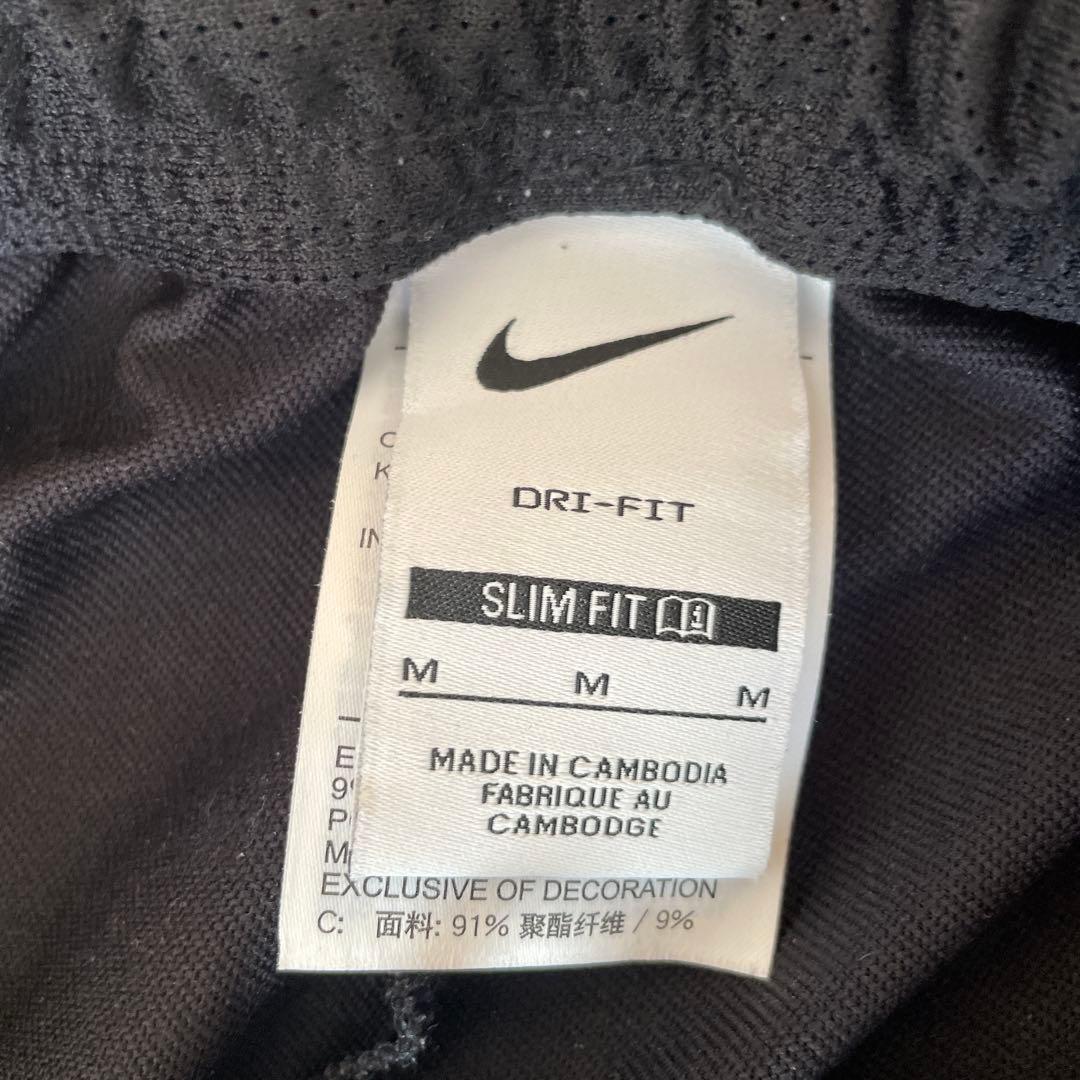 DRI-FIT
SLIM FIT
M M M
MADE IN CAMBODIA
FABRIQUE AU
CAMBODGE
EXCLUSIVE OF DECORATION
C: 面料: 91% 聚酯纤维 / 9%